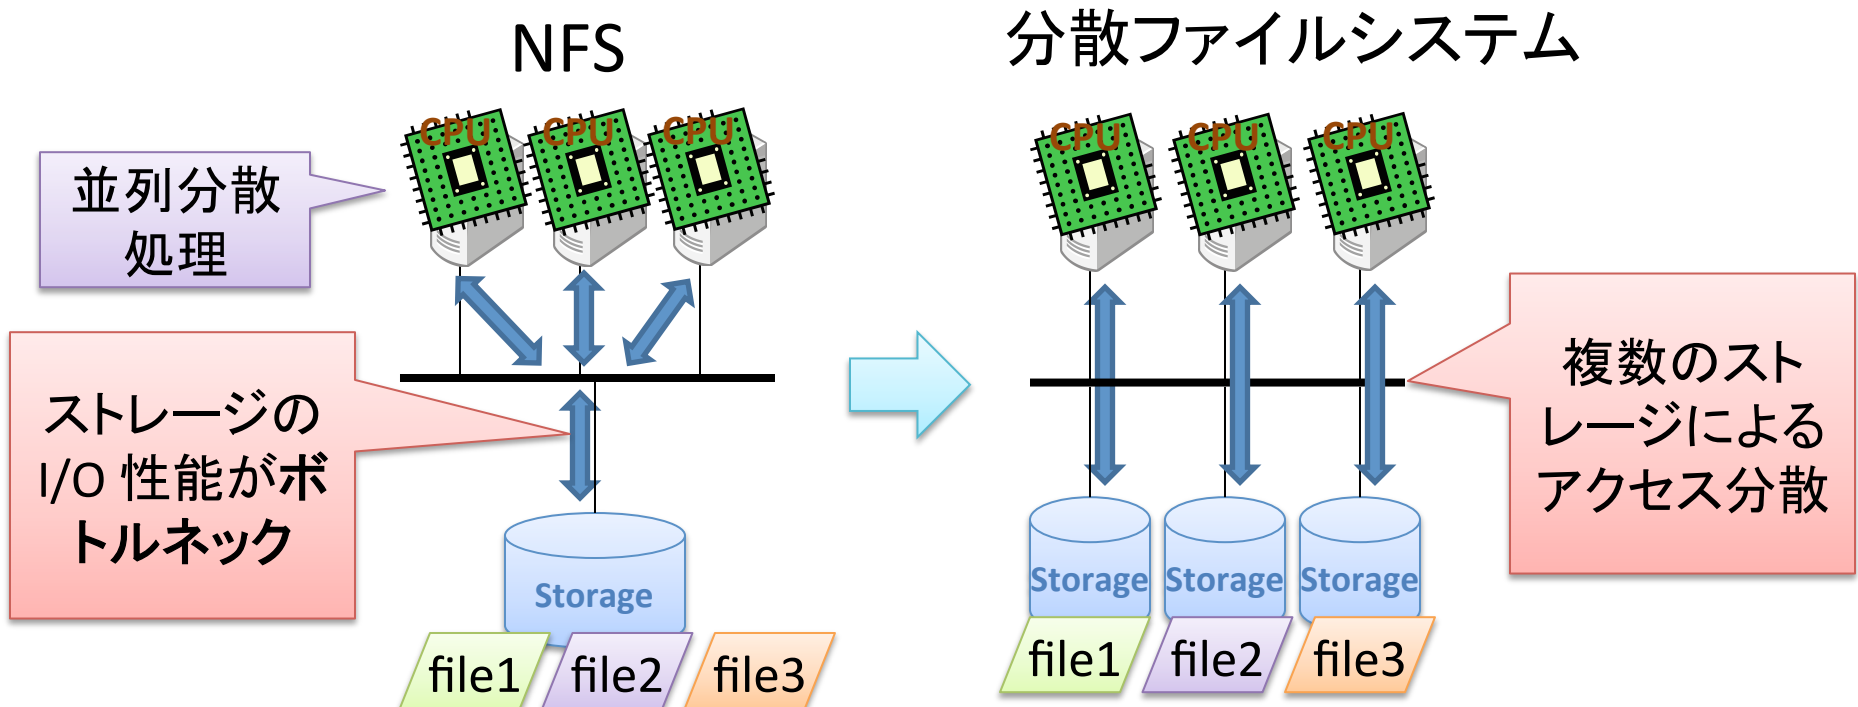 NFS
分散ファイルシステム
CPU CPU CPU
CPU CPU CPU
並列分散
処理
ストレージの
I/O 性能がボ
トルネック
複数のスト
レージによる
アクセス分散
Storage
file1 file2 file3
Storage Storage Storage
file1 file2 file3